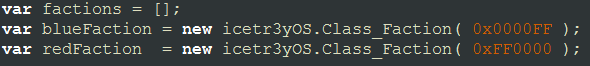 var factions = [];
var blueFaction = new icetr3yOS.Class_Faction( 0x0000FF );
var redFaction  = new icetr3yOS.Class_Faction( 0xFF0000 );